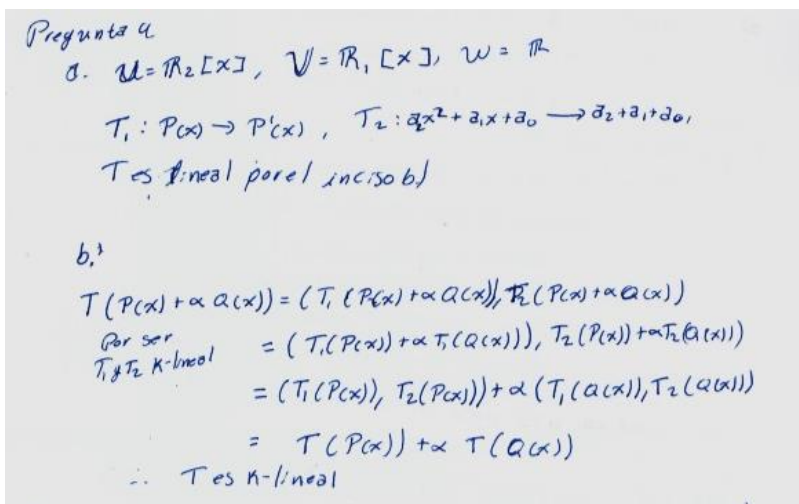 Pregunta 4
a. U = ℝ₂[x], V = ℝ₁[x], W = ℝ
T₁ : P(x) → P'(x), T₂ : a₂x² + a₁x + a₀ → a₂ + a₁ + a₀,
T es lineal por el inciso b)
b.
T(P(x) + α Q(x)) = (T₁(P(x) + α Q(x)), T₂(P(x) + α Q(x))
Por ser
T₁ y T₂ K-lineal
= (T₁(P(x)) + α T₁(Q(x))), T₂(P(x)) + αT₂(Q(x)))
= (T₁(P(x)), T₂(P(x))) + α (T₁(Q(x)), T₂(Q(x)))
= T(P(x)) + α T(Q(x))
∴ T es K-lineal